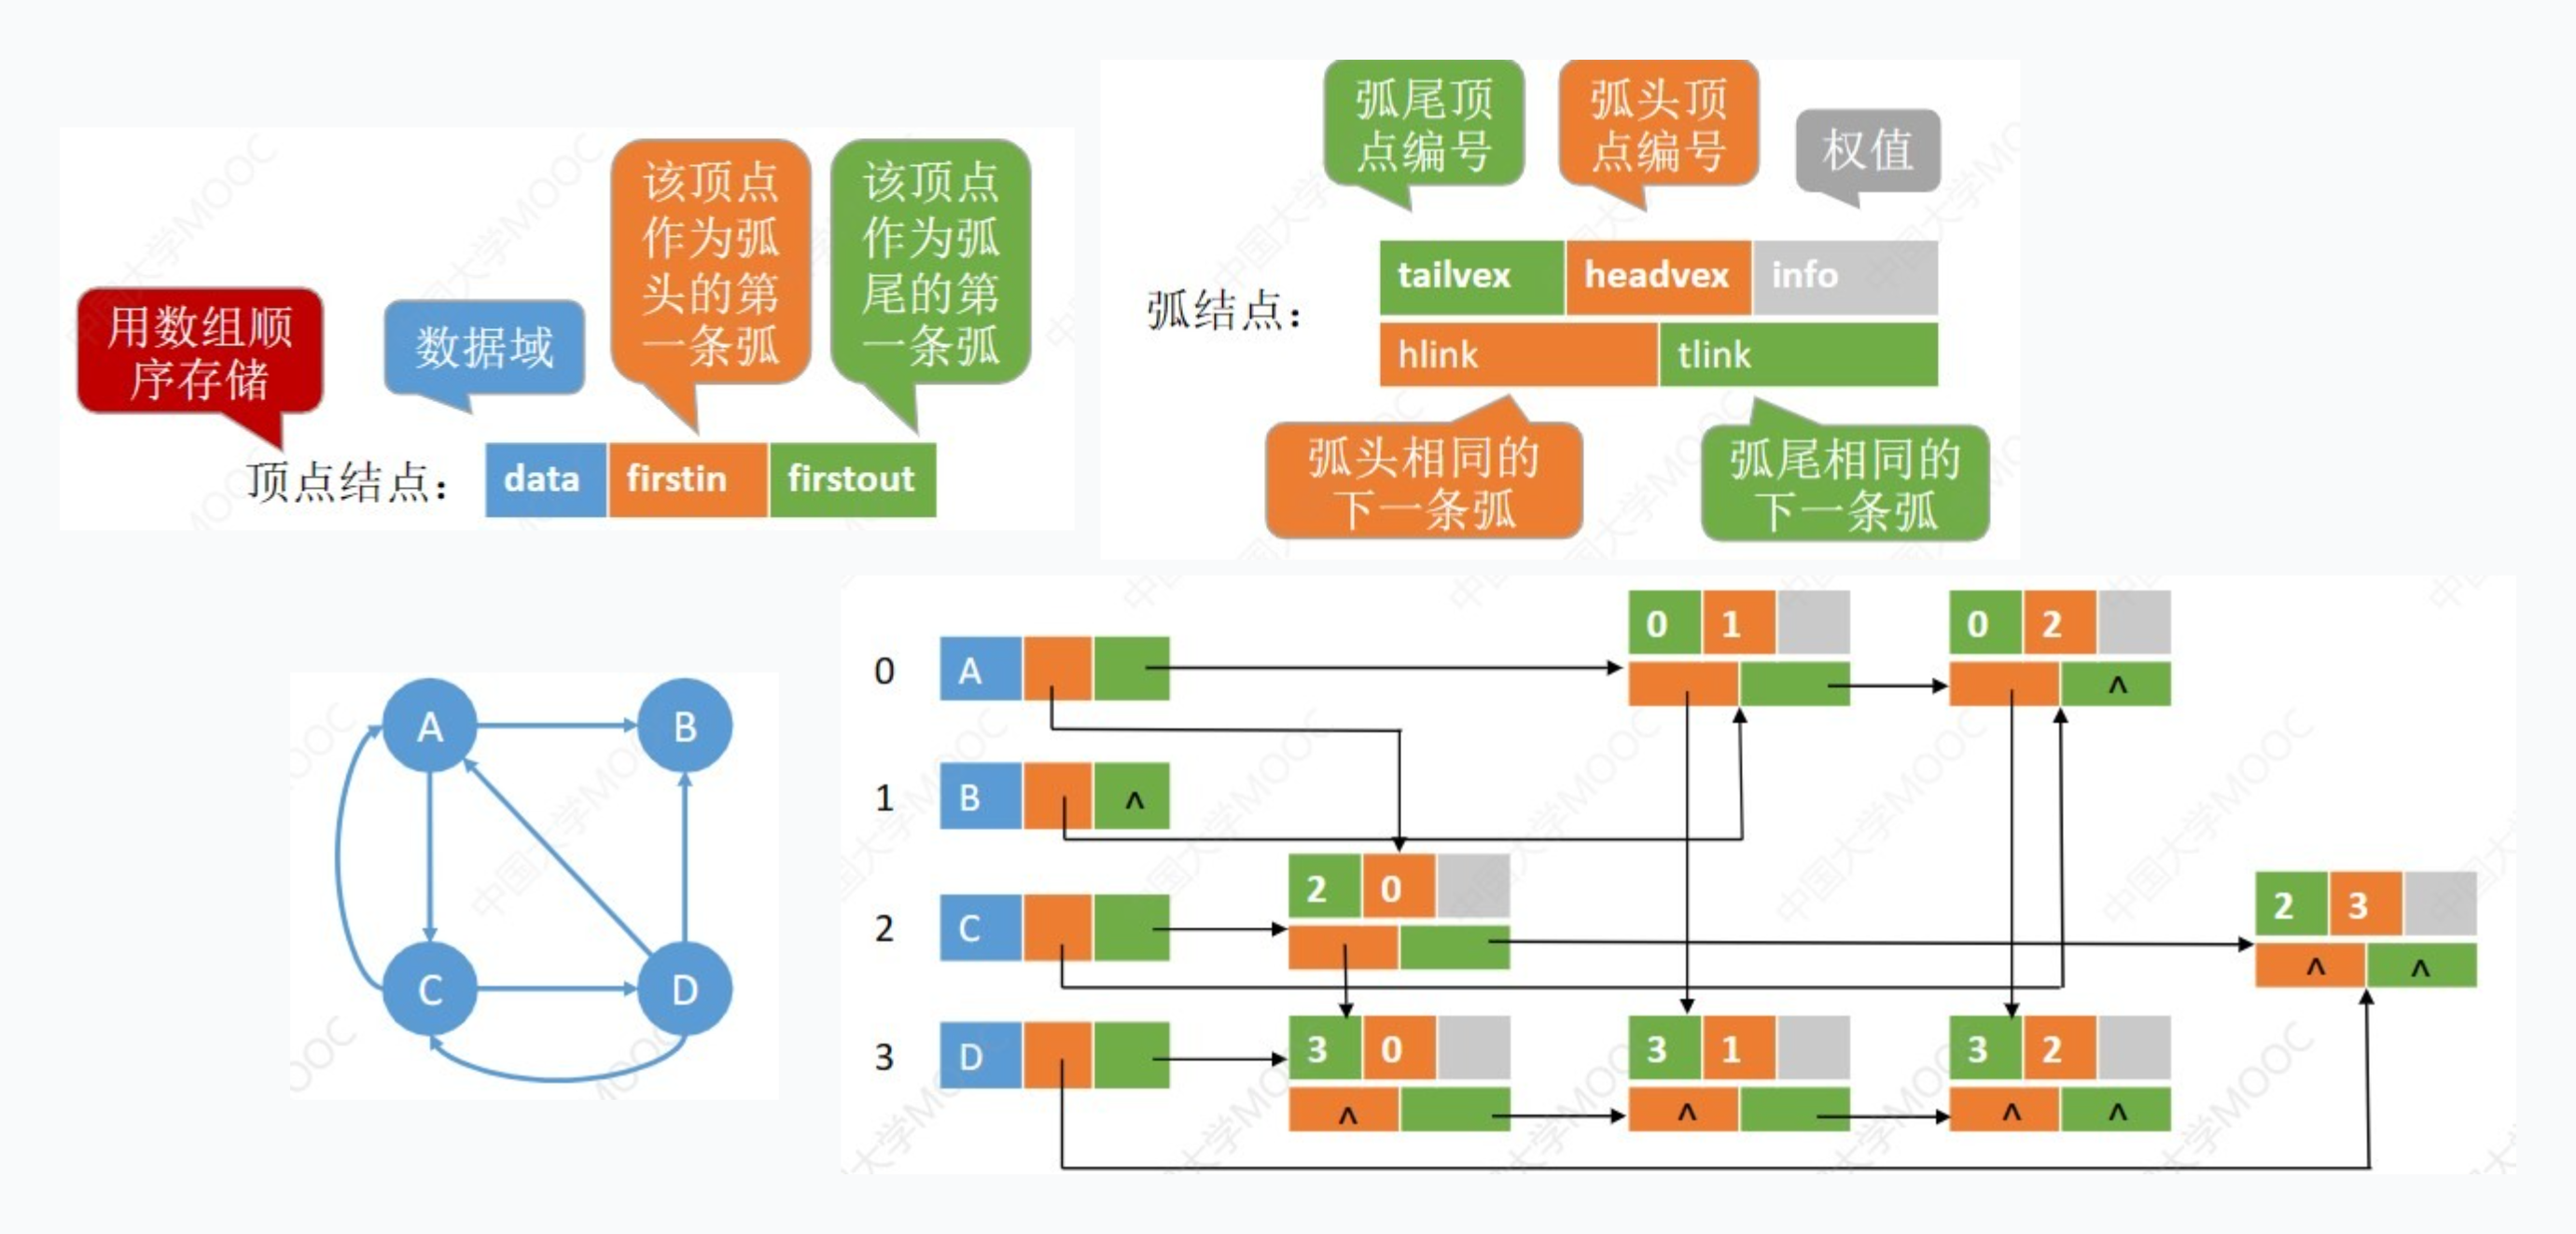 用数组顺
序存储
数据域
该顶点
作为弧
头的第
一条弧
该顶点
作为弧
尾的第
一条弧
顶点结点：
data firstin firstout
弧尾顶
点编号
弧头顶
点编号
权值
弧结点：
tailvex headvex info
hlink tlink
弧头相同的
下一条弧
弧尾相同的
下一条弧
A B
C D
0 A
0 1
0 2
^
1 B ^
2 C
2 0
2 3
^ ^
3 D
3 0
3 1
3 2
^ ^ ^ ^
中国大学MOOC